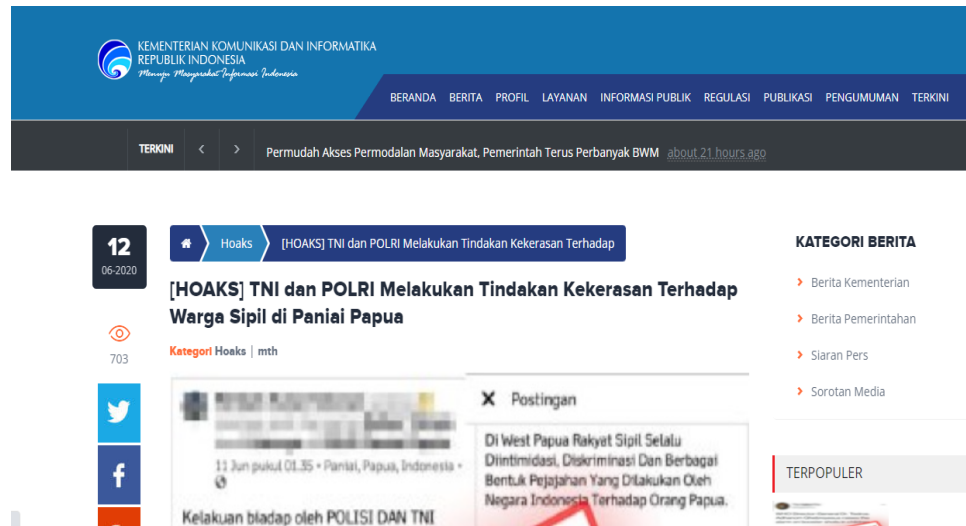 KEMENTERIAN KOMUNIKASI DAN INFORMATIKA
REPUBLIK INDONESIA
Menuju Masyarakat Informasi Indonesia
BERANDA BERITA PROFIL LAYANAN INFORMASI PUBLIK REGULASI PUBLIKASI PENGUMUMAN TERKINI
TERKINI Permudah Akses Permodalan Masyarakat, Pemerintah Terus Perbanyak BWM about 21 hours ago
12
06-2020
Hoaks [HOAKS] TNI dan POLRI Melakukan Tindakan Kekerasan Terhadap
[HOAKS] TNI dan POLRI Melakukan Tindakan Kekerasan Terhadap
Warga Sipil di Paniai Papua
703
Kategori Hoaks | mth
11 Jun pukul 01.35 • Paniai, Papua, Indonesia •
Kelakuan biadap oleh POLISI DAN TNI
X Postingan
Di West Papua Rakyat Sipil Selalu
Diintimidasi, Diskriminasi Dan Berbagai
Bentuk Pejajahan Yang Dilakukan Oleh
Negara Indonesia Terhadap Orang Papua.
KATEGORI BERITA
Berita Kementerian
Berita Pemerintahan
Siaran Pers
Sorotan Media
TERPOPULER